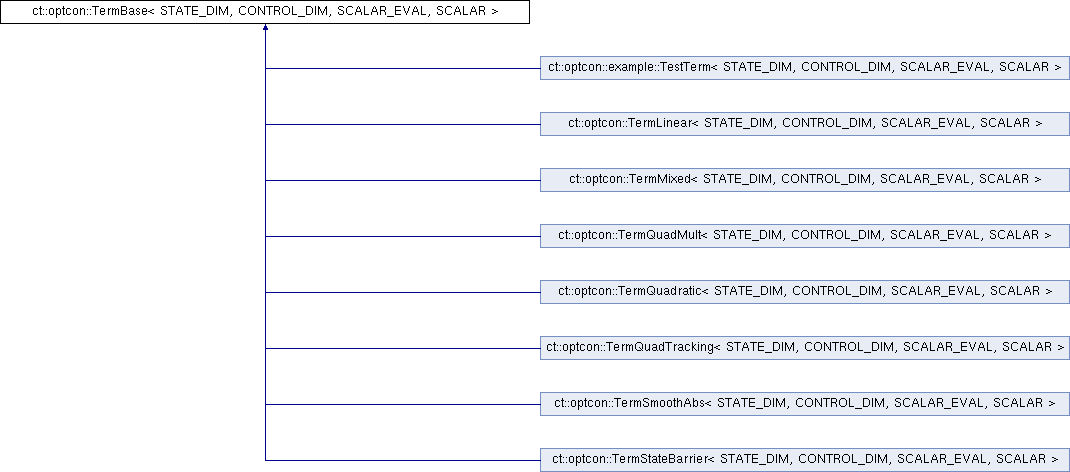 ct::optcon::TermBase< STATE_DIM, CONTROL_DIM, SCALAR_EVAL, SCALAR >
ct::optcon::example::TestTerm< STATE_DIM, CONTROL_DIM, SCALAR_EVAL, SCALAR >
ct::optcon::TermLinear< STATE_DIM, CONTROL_DIM, SCALAR_EVAL, SCALAR >
ct::optcon::TermMixed< STATE_DIM, CONTROL_DIM, SCALAR_EVAL, SCALAR >
ct::optcon::TermQuadMult< STATE_DIM, CONTROL_DIM, SCALAR_EVAL, SCALAR >
ct::optcon::TermQuadratic< STATE_DIM, CONTROL_DIM, SCALAR_EVAL, SCALAR >
ct::optcon::TermQuadTracking< STATE_DIM, CONTROL_DIM, SCALAR_EVAL, SCALAR >
ct::optcon::TermSmoothAbs< STATE_DIM, CONTROL_DIM, SCALAR_EVAL, SCALAR >
ct::optcon::TermStateBarrier< STATE_DIM, CONTROL_DIM, SCALAR_EVAL, SCALAR >